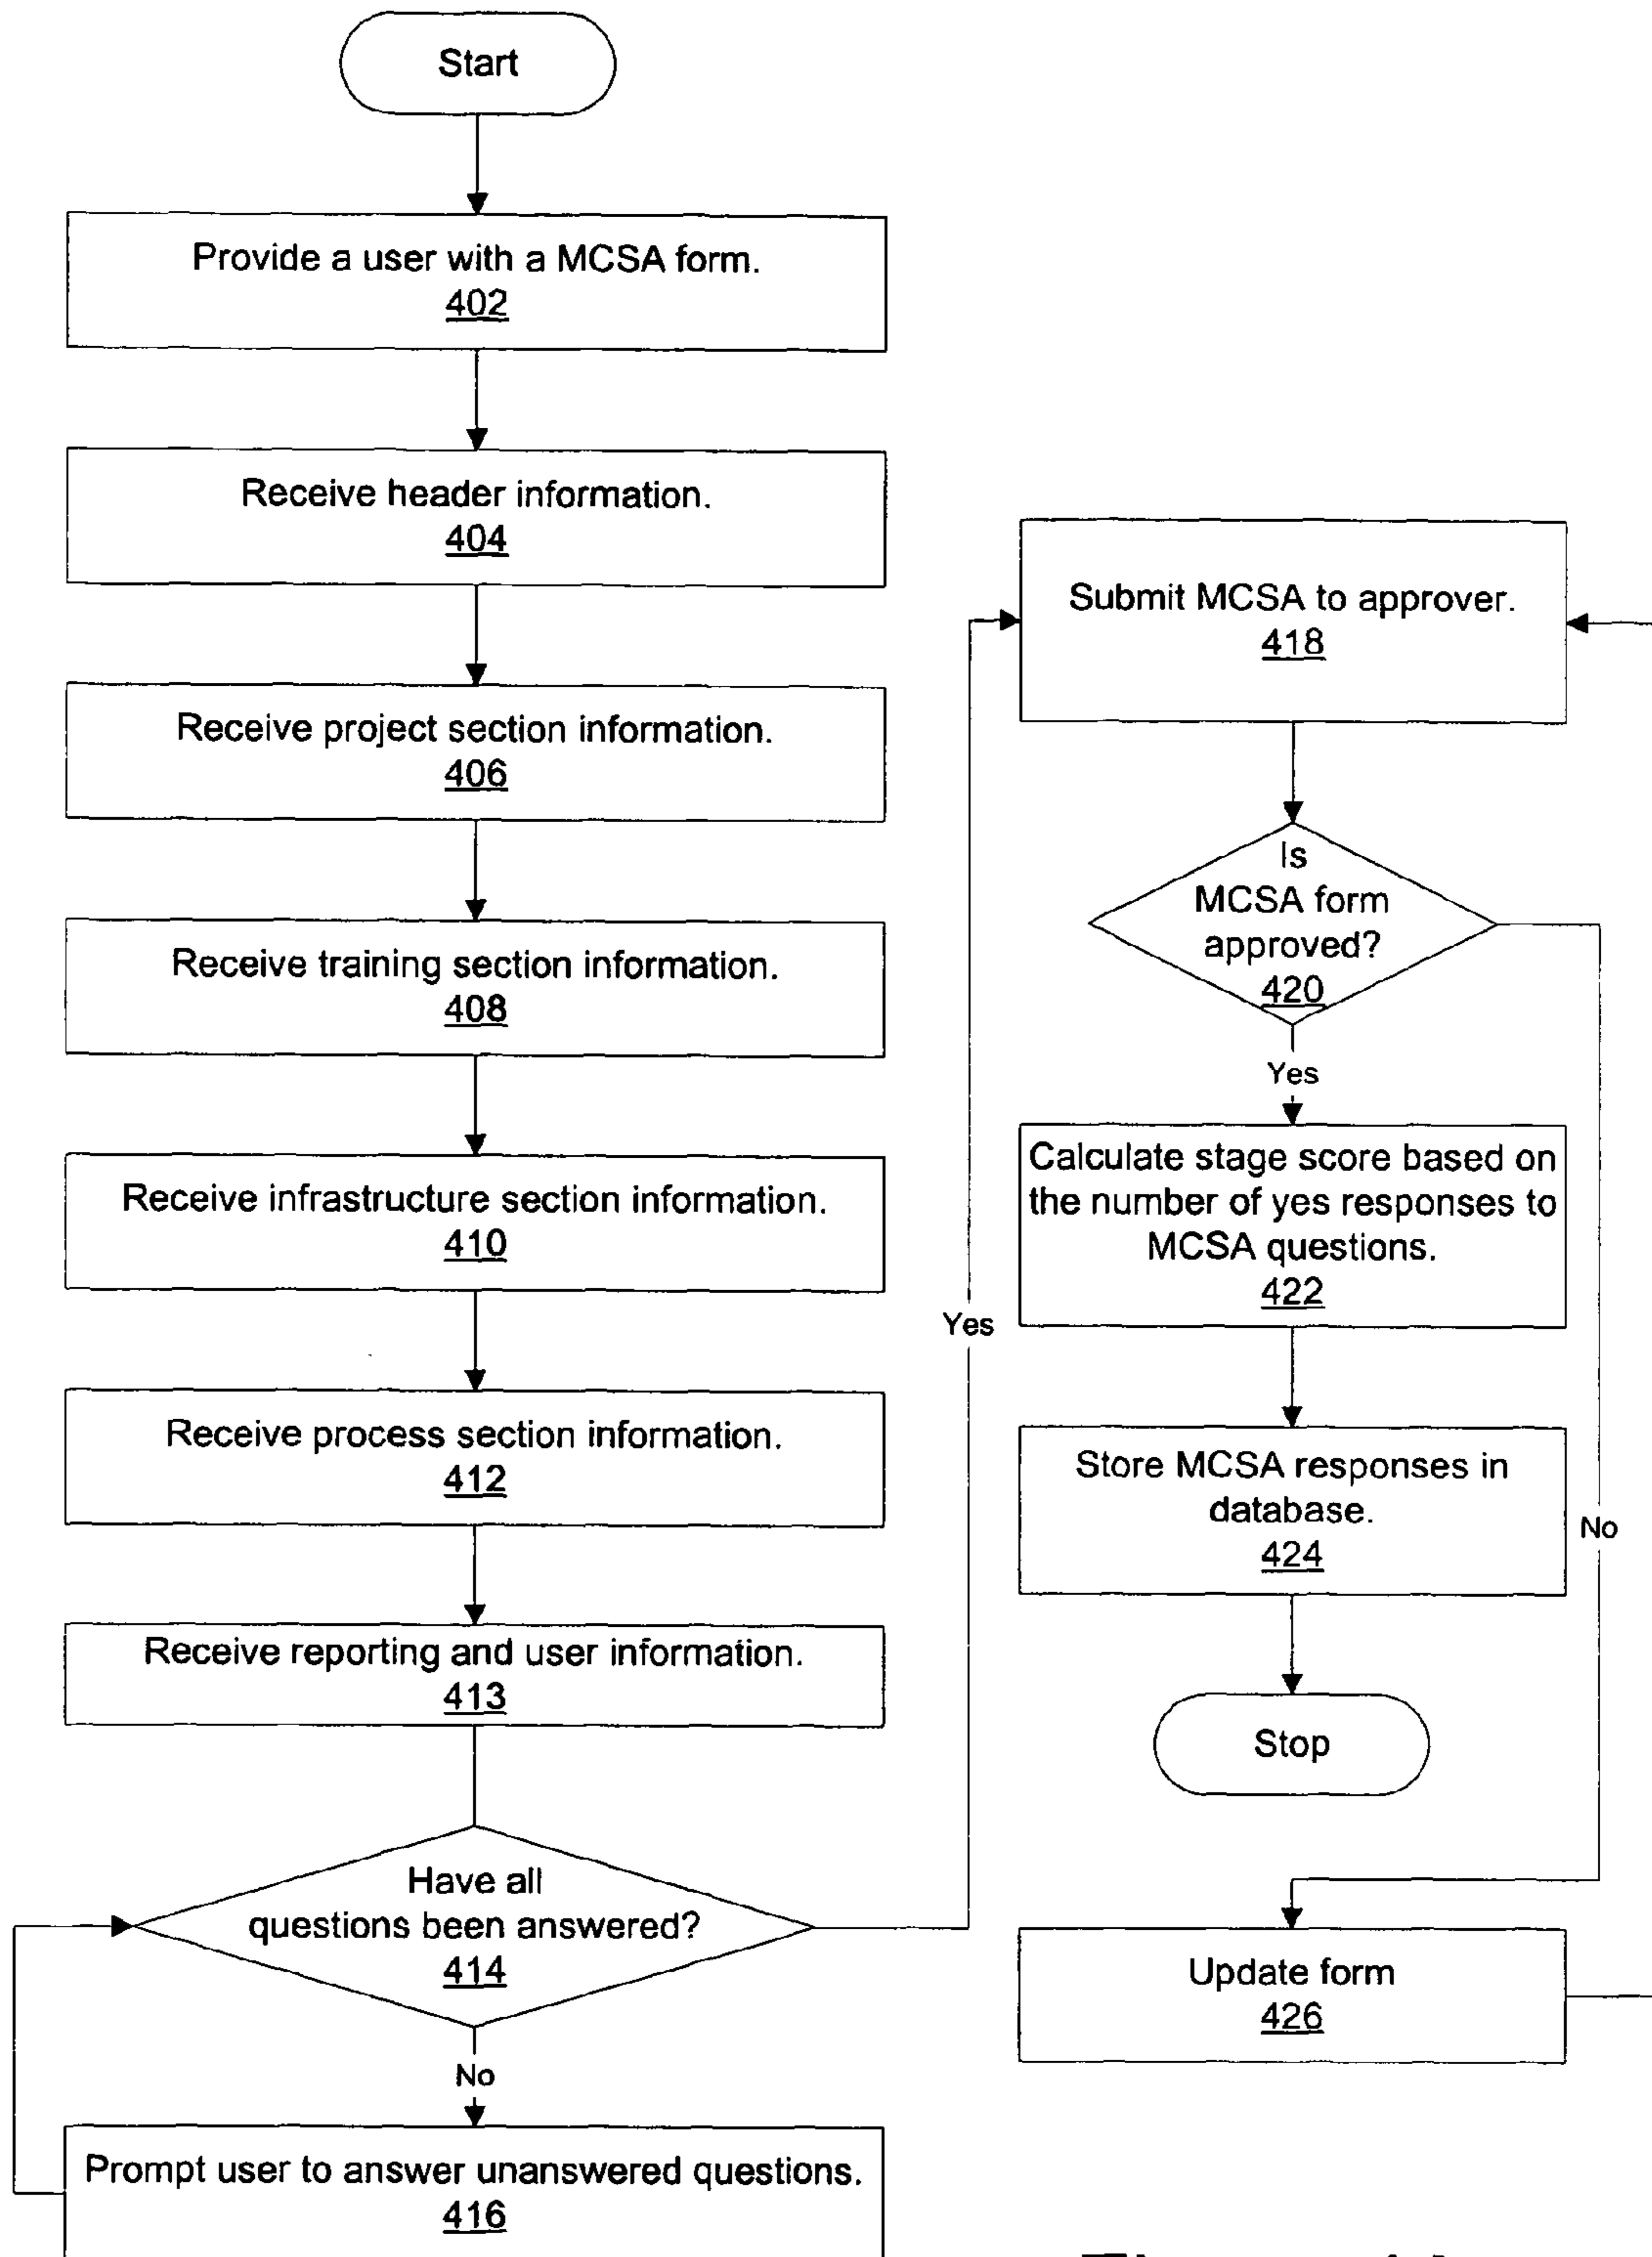 Start
Provide a user with a MCSA form.
402
Receive header information.
404
Receive project section information.
406
Receive training section information.
408
Receive infrastructure section information.
410
Receive process section information.
412
Receive reporting and user information.
413
Have all
questions been answered?
414
No
Prompt user to answer unanswered questions.
416
Yes
Submit MCSA to approver.
418
Is
MCSA form
approved?
420
Yes
Calculate stage score based on
the number of yes responses to
MCSA questions.
422
Store MCSA responses in
database.
424
No
Stop
Update form
426